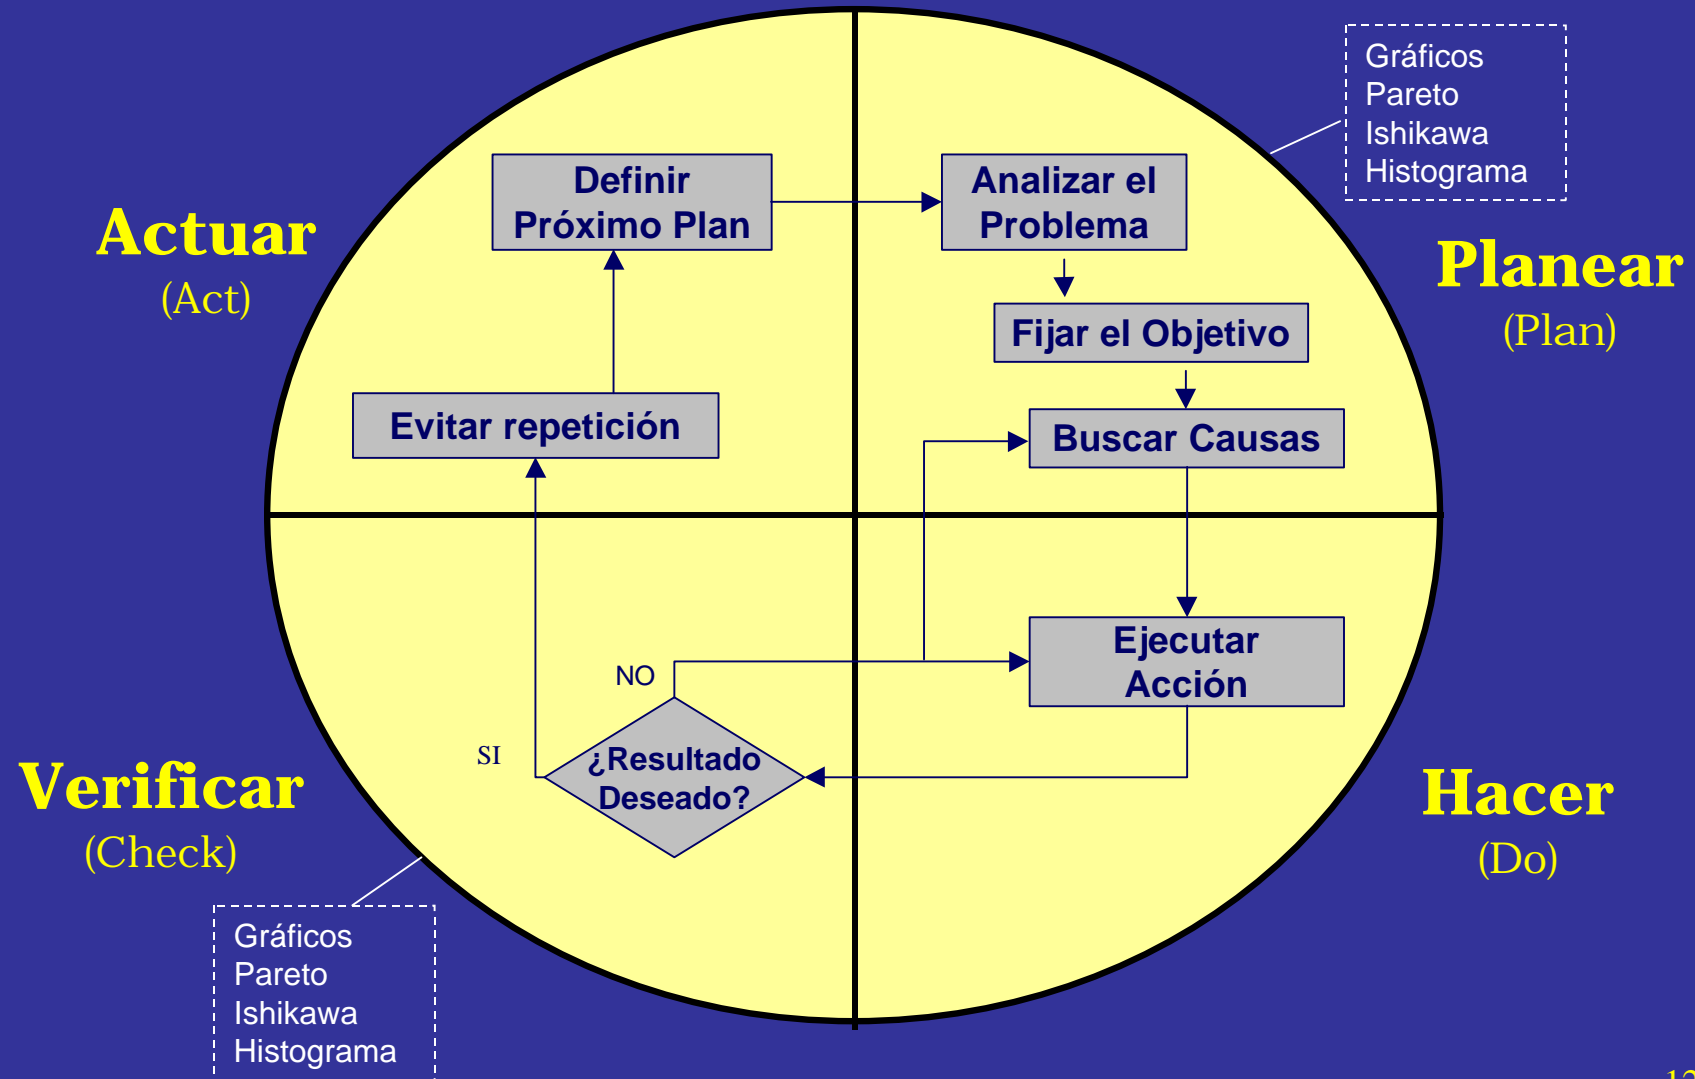 Gráficos
Pareto
Ishikawa
Histograma
Definir
Próximo Plan
Analizar el
Problema
Actuar
(Act)
Planear
(Plan)
Fijar el Objetivo
Evitar repetición
Buscar Causas
Ejecutar
Acción
NO
SI
¿Resultado
Deseado?
Verificar
(Check)
Hacer
(Do)
Gráficos
Pareto
Ishikawa
Histograma